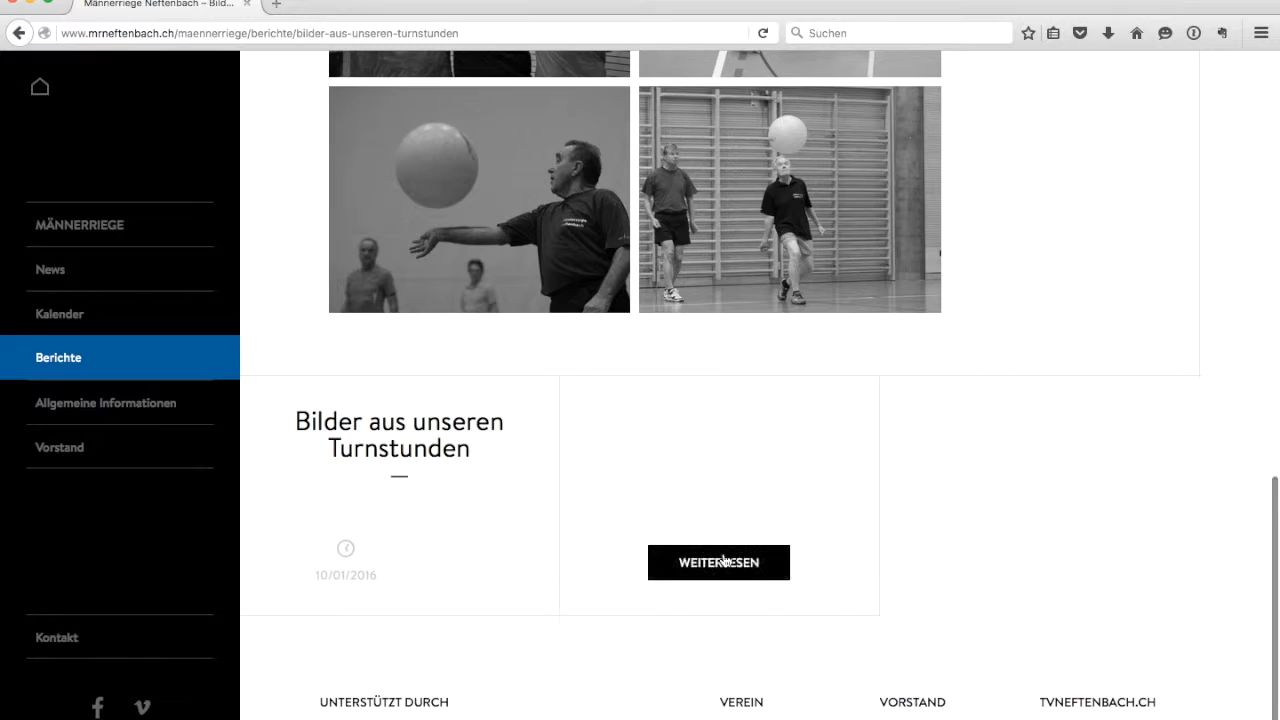 Männerriege Neftenbach – Bild...
www.mrneftenbach.ch/maennerriege/berichte/bilder-aus-unseren-turnstunden
Suchen
MÄNNERRIEGE
News
Kalender
Berichte
Allgemeine Informationen
Vorstand
Kontakt
Bilder aus unseren
Turnstunden
10/01/2016
WEITERLESEN
UNTERSTÜTZT DURCH
VEREIN
VORSTAND
TVNEFTENBACH.CH